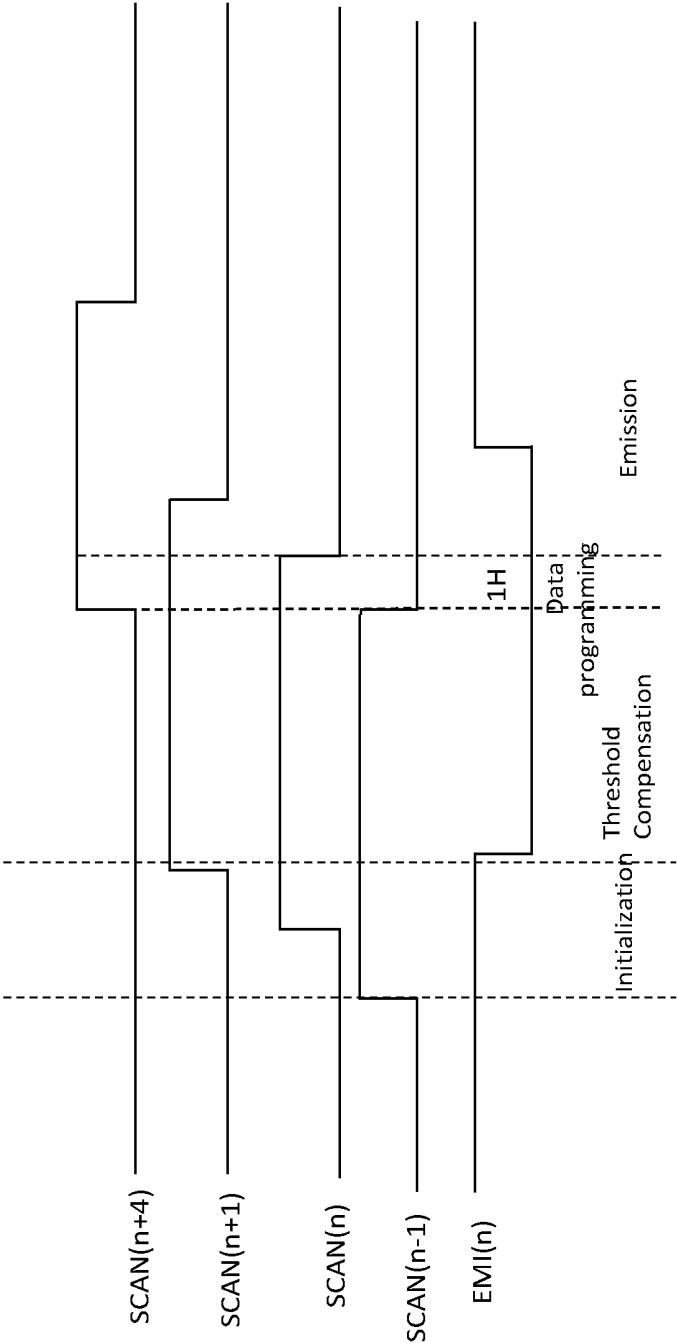 SCAN(n+4)
SCAN(n+1)
SCAN(n)
SCAN(n-1)
EMI(n)
1H
Initialization
Threshold
Compensation
Data
programming
Emission